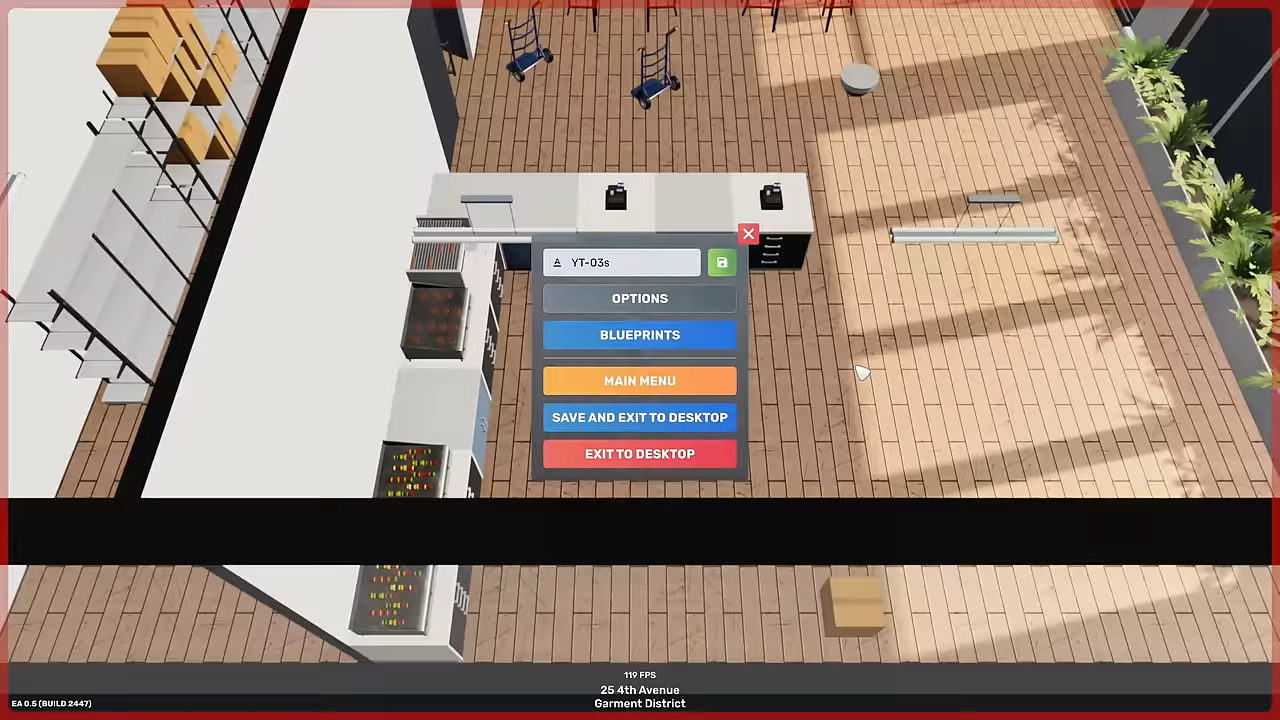 YT-03s
OPTIONS
BLUEPRINTS
MAIN MENU
SAVE AND EXIT TO DESKTOP
EXIT TO DESKTOP
119 FPS
25 4th Avenue
Garment District
EA 0.5 (BUILD 2447)